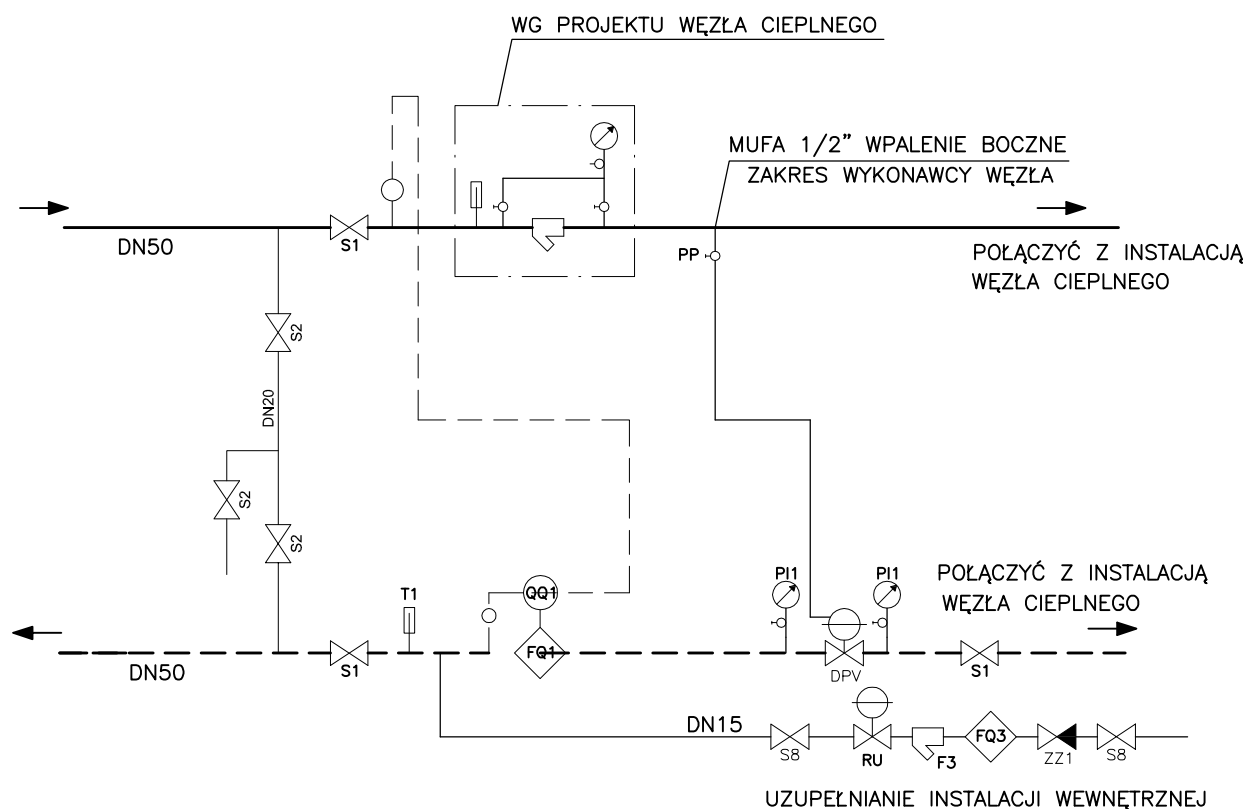 WG PROJEKTU WĘZŁA CIEPLNEGO
MUFA 1/2" WPALENIE BOCZNE
ZAKRES WYKONAWCY WĘZŁA
DN50
S1
PP
POŁĄCZYĆ Z INSTALACJĄ
WĘZŁA CIEPLNEGO
S2
DN20
S2
S2
T1
QQ1
PI1
PI1
POŁĄCZYĆ Z INSTALACJĄ
WĘZŁA CIEPLNEGO
DN50
S1
FQ1
DPV
S1
DN15
S8
RU
F3
FQ3
ZZ1
S8
UZUPEŁNIANIE INSTALACJI WEWNĘTRZNEJ